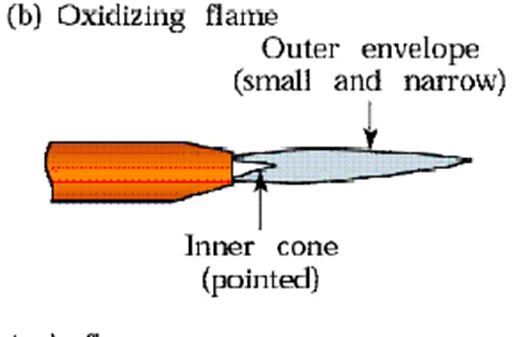 (b) Oxidizing flame
Outer envelope
(small and narrow)
Inner cone
(pointed)